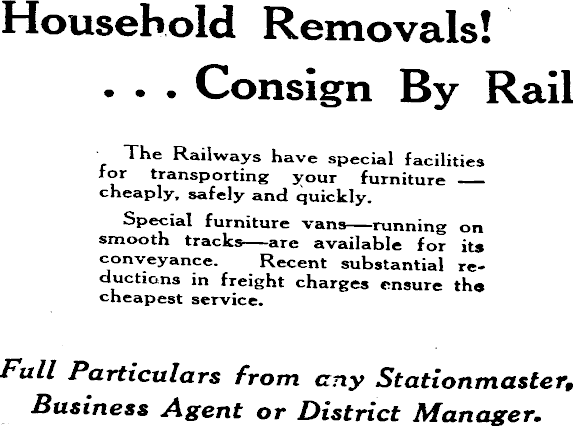 Household Removals!
. . . Consign By Rail
The Railways have special facilities
for transporting your furniture —
cheaply, safely and quickly.
Special furniture vans—running on
smooth tracks—are available for its
conveyance. Recent substantial re-
ductions in freight charges ensure the
cheapest service.
Full Particulars from any Stationmaster,
Business Agent or District Manager.